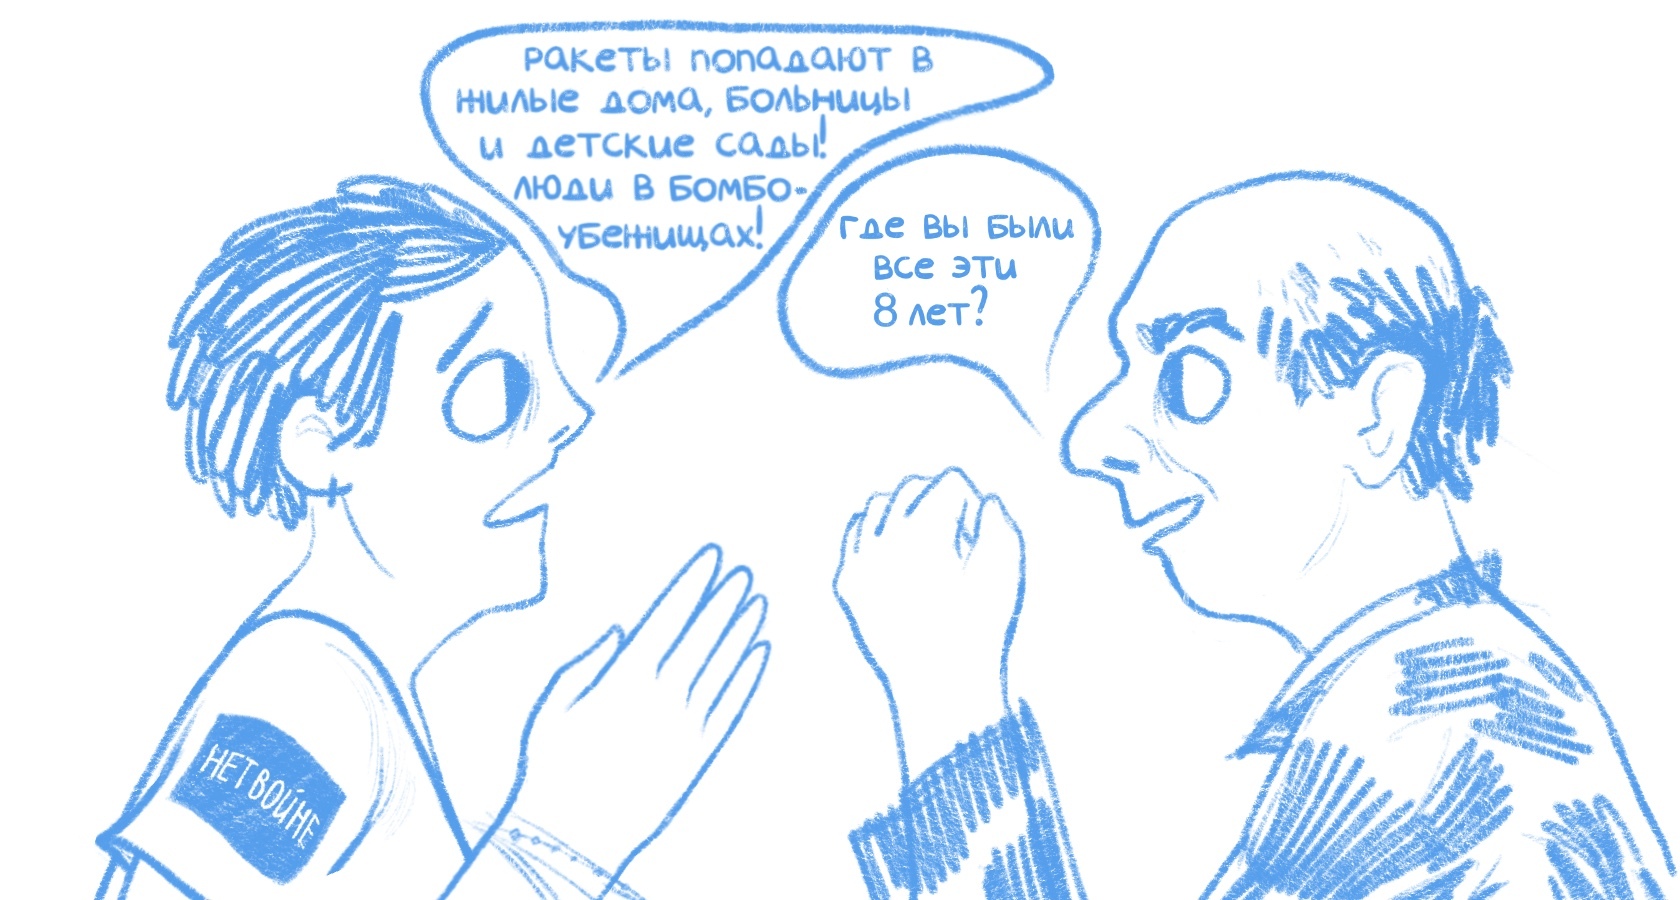 Ракеты попадают в
жилые дома, больницы
и детские сады!
люди в бомбо-
убежищах!
Где вы были
все эти
8 лет?
НЕТ ВОЙНЕ